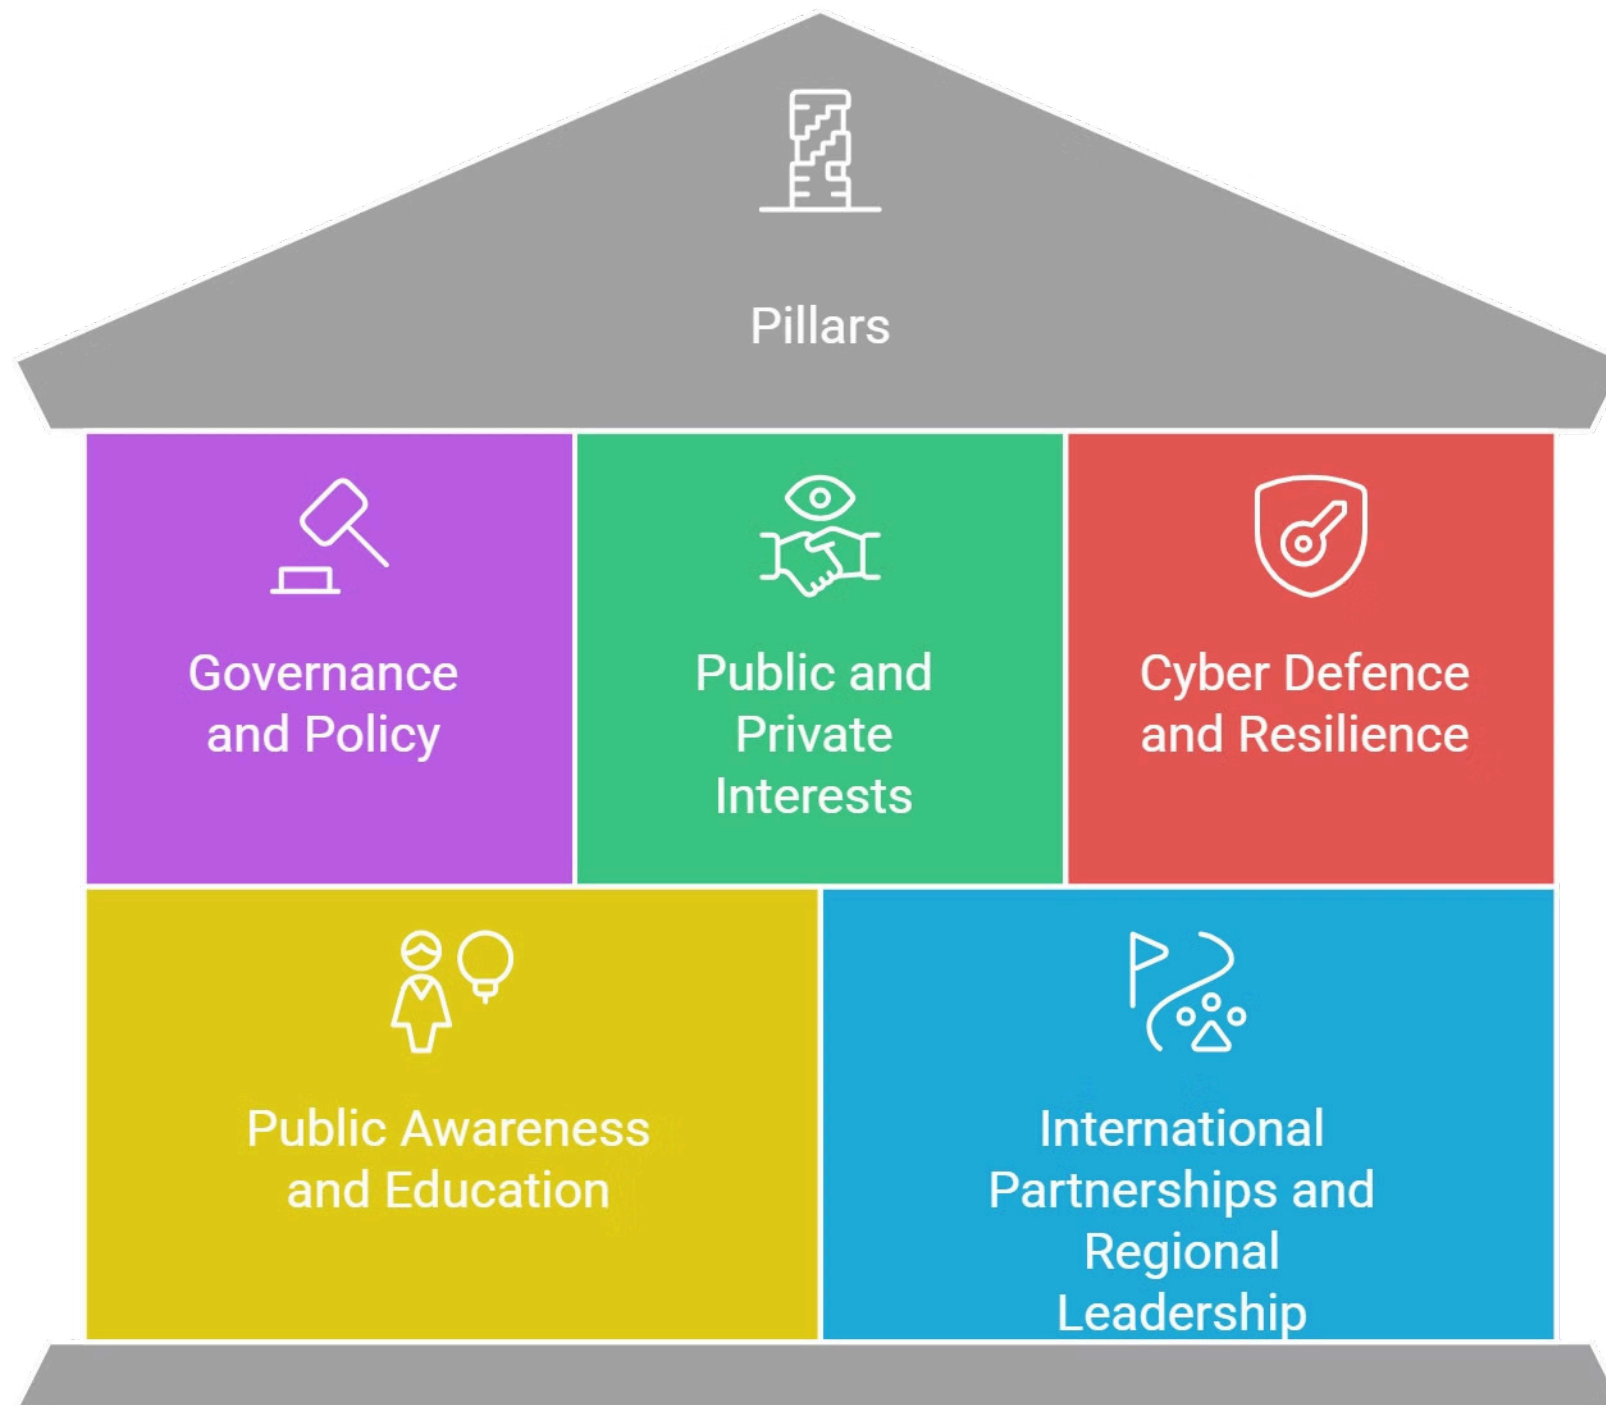 Pillars
Governance
and Policy
Public and
Private
Interests
Cyber Defence
and Resilience
Public Awareness
and Education
International
Partnerships and
Regional
Leadership